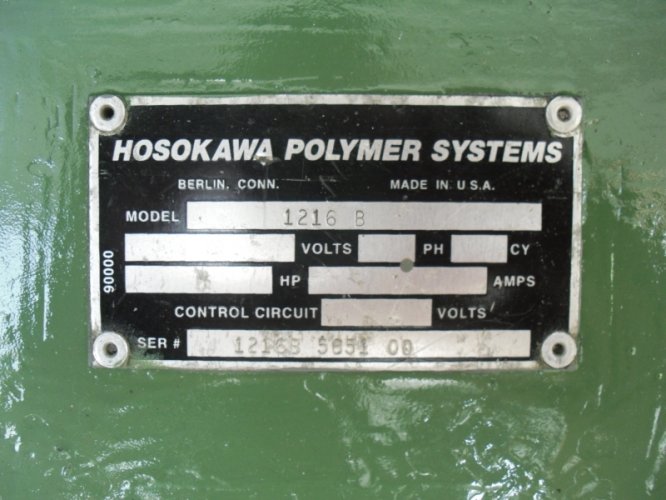 HOSOKAWA POLYMER SYSTEMS
BERLIN, CONN. MADE IN U.S.A.
MODEL 1216 B
VOLTS PH CY
90000
HP AMPS
CONTROL CIRCUIT VOLTS
SER # 1216B 5851 00